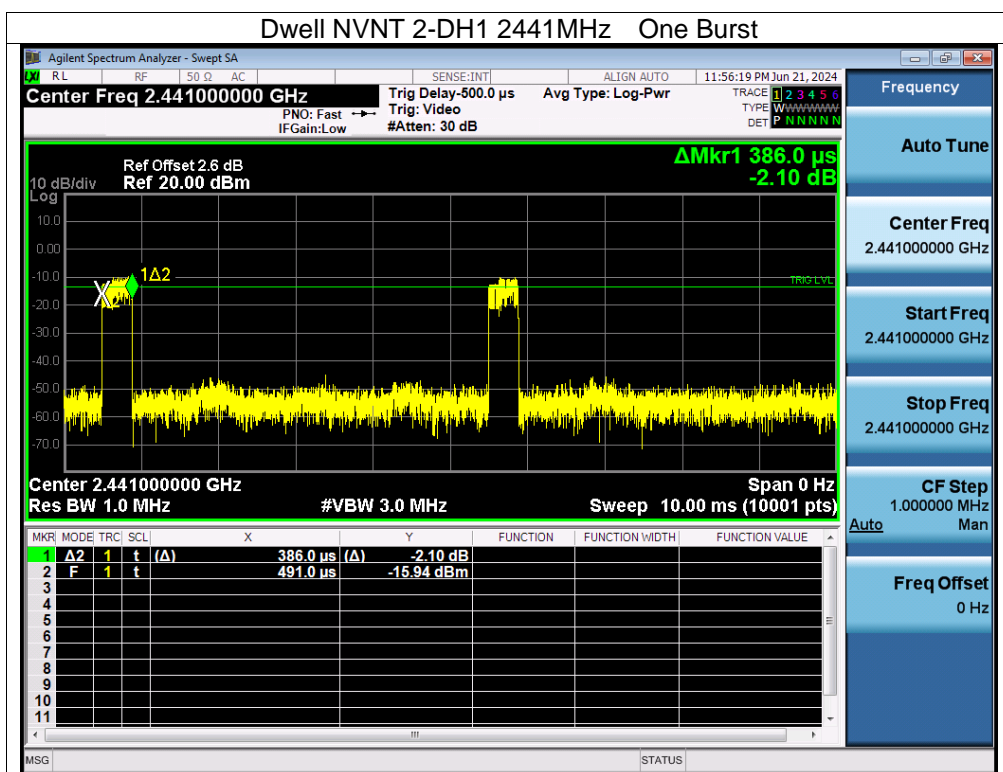 Dwell NVNT 2-DH1 2441MHz One Burst
Agilent Spectrum Analyzer - Swept SA
LXI RL RF 50 Ω AC SENSE:INT ALIGN AUTO 11:56:19 PM Jun 21, 2024
Center Freq 2.441000000 GHz Trig Delay-500.0 µs Avg Type: Log-Pwr TRACE 1 2 3 4 5 6
PNO: Fast Trig: Video TYPE WWWWWWW
IFGain:Low #Atten: 30 dB DET P N N N N N
ΔMkr1 386.0 µs
-2.10 dB
Ref Offset 2.6 dB
10 dB/div Ref 20.00 dBm
Log
10.0
0.00
-10.0
1Δ2
TRIG LVL
2
-20.0
-30.0
-40.0
-50.0
-60.0
-70.0
Center 2.441000000 GHz Span 0 Hz
Res BW 1.0 MHz #VBW 3.0 MHz Sweep 10.00 ms (10001 pts)
MKR MODE TRC SCL X Y FUNCTION FUNCTION WIDTH FUNCTION VALUE
1 Δ2 1 t (Δ) 386.0 µs (Δ) -2.10 dB
2 F 1 t 491.0 µs -15.94 dBm
3
4
5
6
7
8
9
10
11
MSG STATUS
Frequency
Auto Tune
Center Freq
2.441000000 GHz
Start Freq
2.441000000 GHz
Stop Freq
2.441000000 GHz
CF Step
1.000000 MHz
Auto Man
Freq Offset
0 Hz